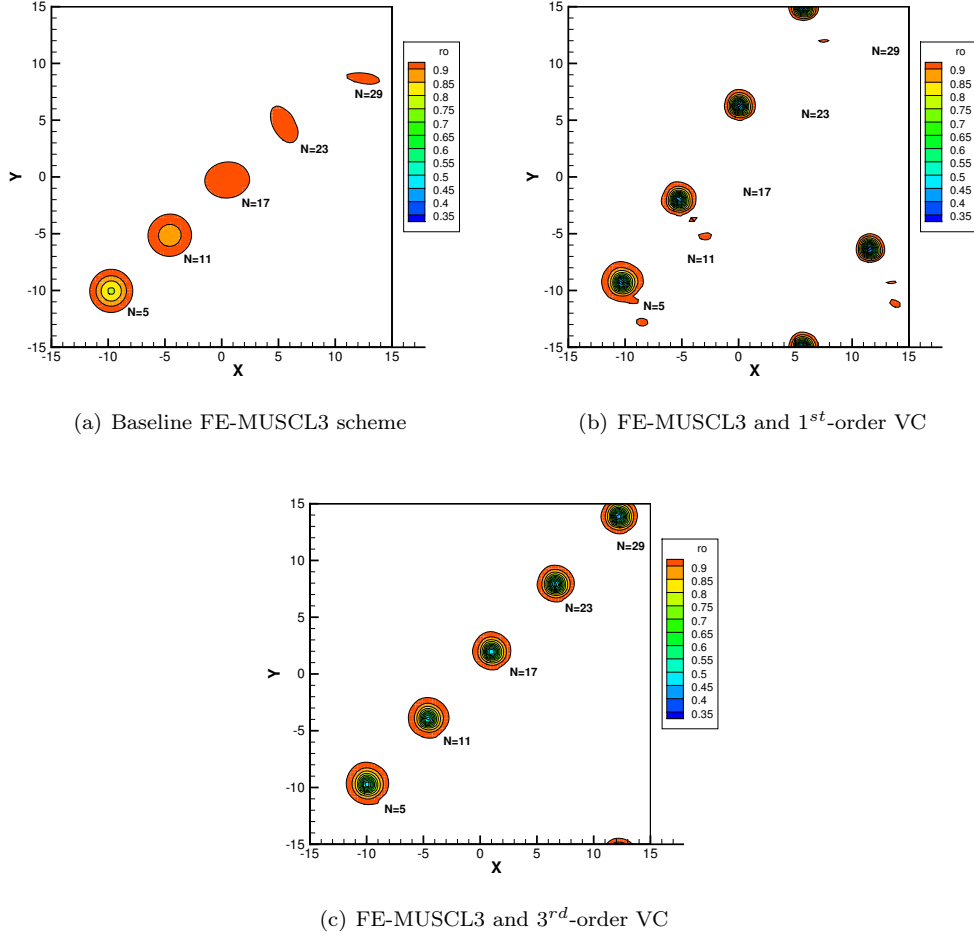 15
10
5
0
-5
-10
-15
Y
-15 -10 -5 0 5 10 15
X
N=5
N=11
N=17
N=23
N=29
ro
0.9
0.85
0.8
0.75
0.7
0.65
0.6
0.55
0.5
0.45
0.4
0.35
(a) Baseline FE-MUSCL3 scheme
15
10
5
0
-5
-10
-15
Y
-15 -10 -5 0 5 10 15
X
N=29
N=23
N=17
N=11
N=5
ro
0.9
0.85
0.8
0.75
0.7
0.65
0.6
0.55
0.5
0.45
0.4
0.35
(b) FE-MUSCL3 and 1st-order VC
15
10
5
0
-5
-10
-15
Y
-15 -10 -5 0 5 10 15
X
N=29
N=23
N=17
N=11
N=5
ro
0.9
0.85
0.8
0.75
0.7
0.65
0.6
0.55
0.5
0.45
0.4
0.35
(c) FE-MUSCL3 and 3rd-order VC